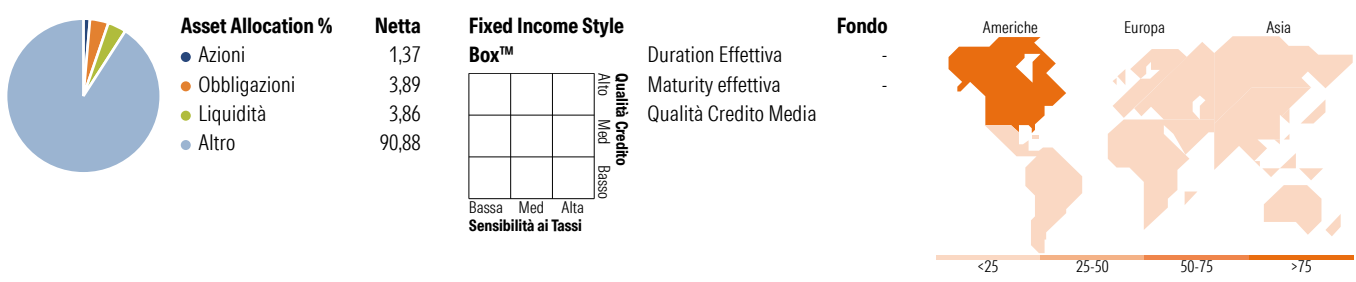 Asset Allocation % Netta
Azioni 1,37
Obbligazioni 3,89
Liquidità 3,86
Altro 90,88
Fixed Income Style
Box™
Alto Med Basso
Qualità Credito
Bassa Med Alta
Sensibilità ai Tassi
Fondo
Duration Effettiva -
Maturity effettiva -
Qualità Credito Media
Americhe Europa Asia
<25 25-50 50-75 >75